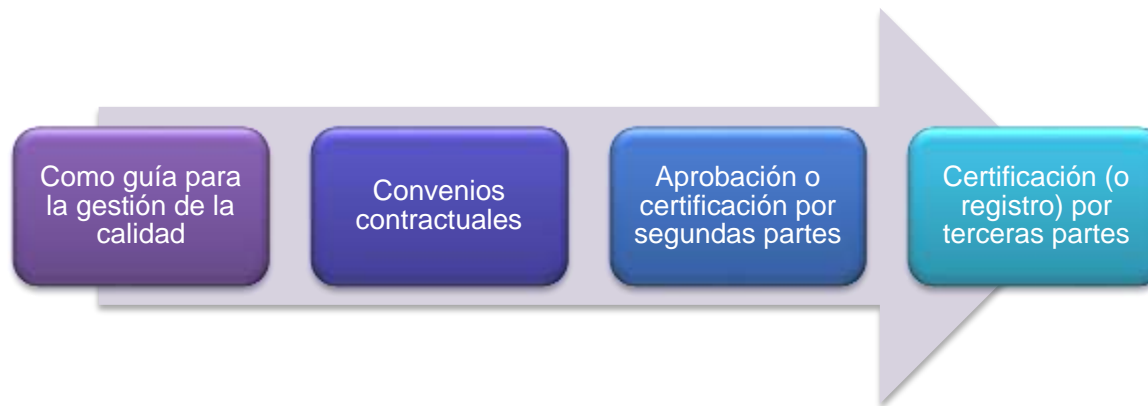 Como guía para
la gestión de la
calidad
Convenios
contractuales
Aprobación o
certificación por
segundas partes
Certificación (o
registro) por
terceras partes